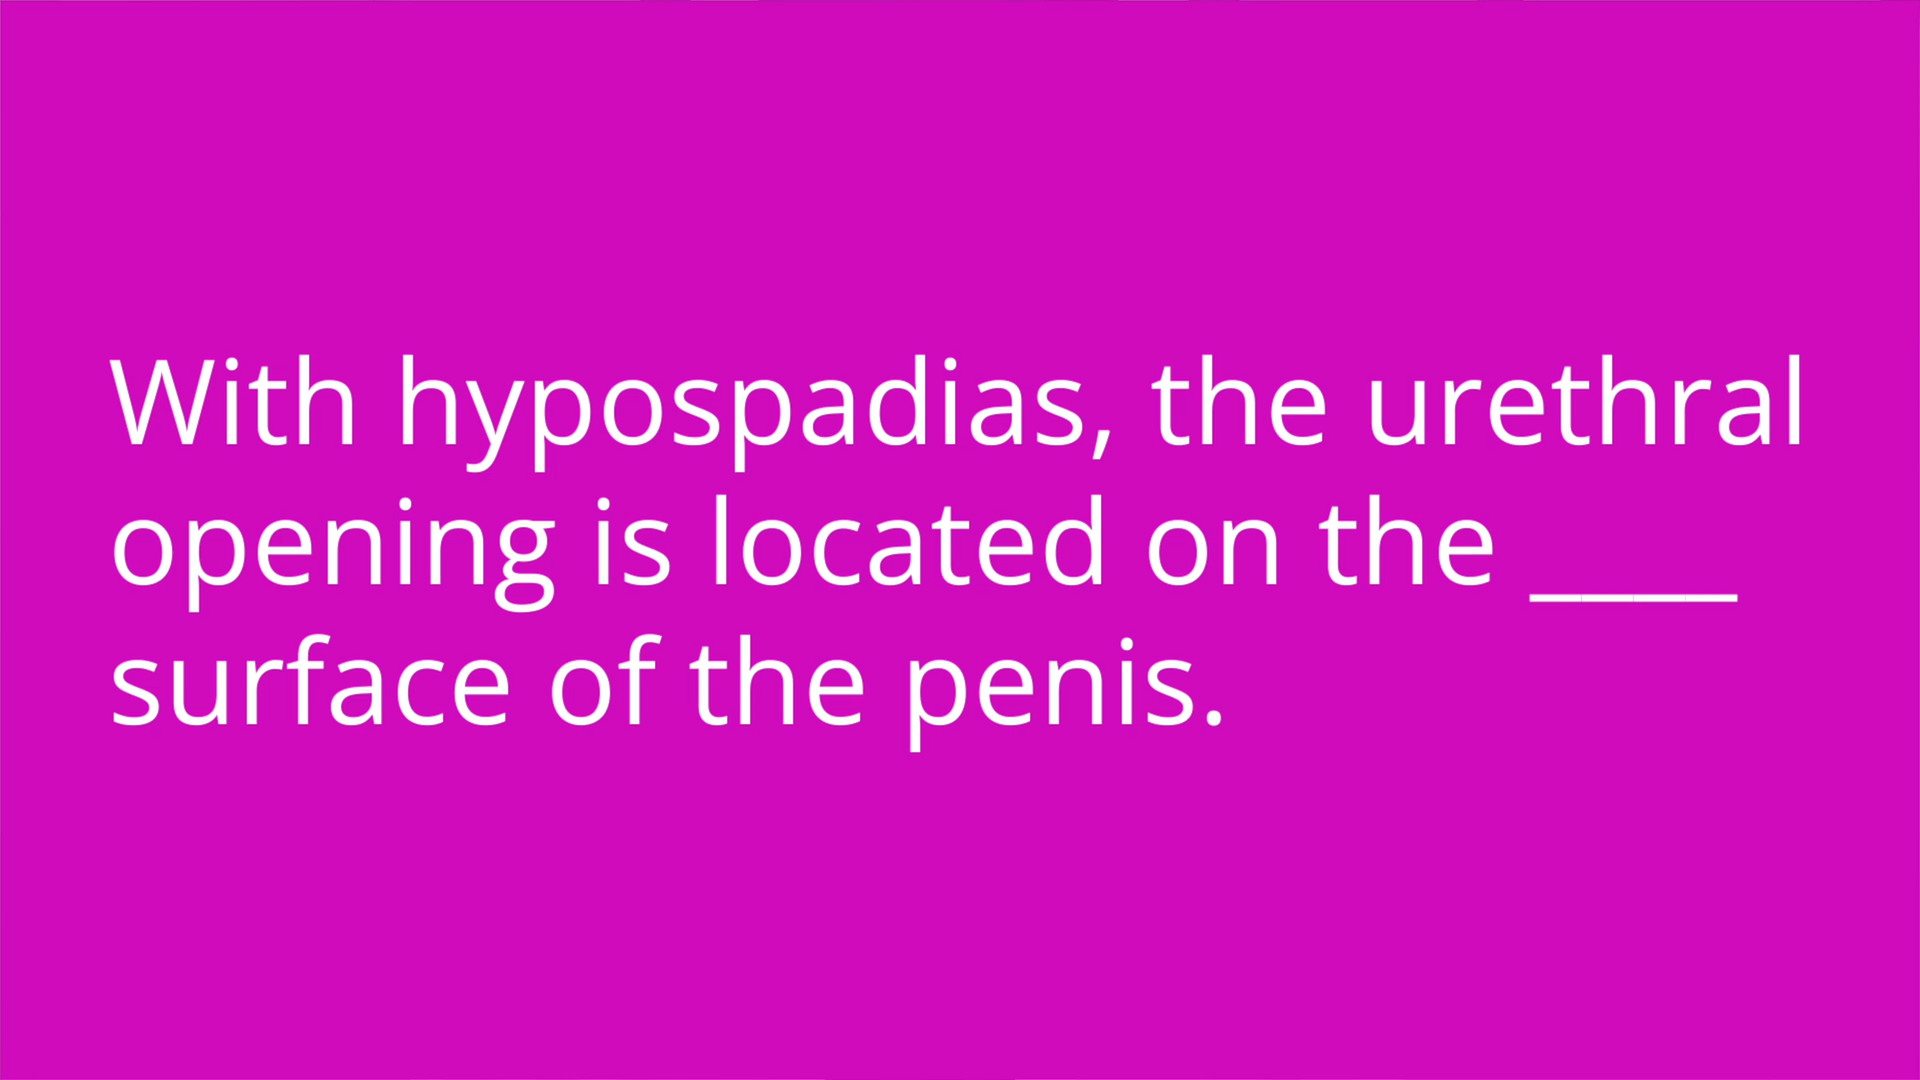 With hypospadias, the urethral
opening is located on the ____
surface of the penis.